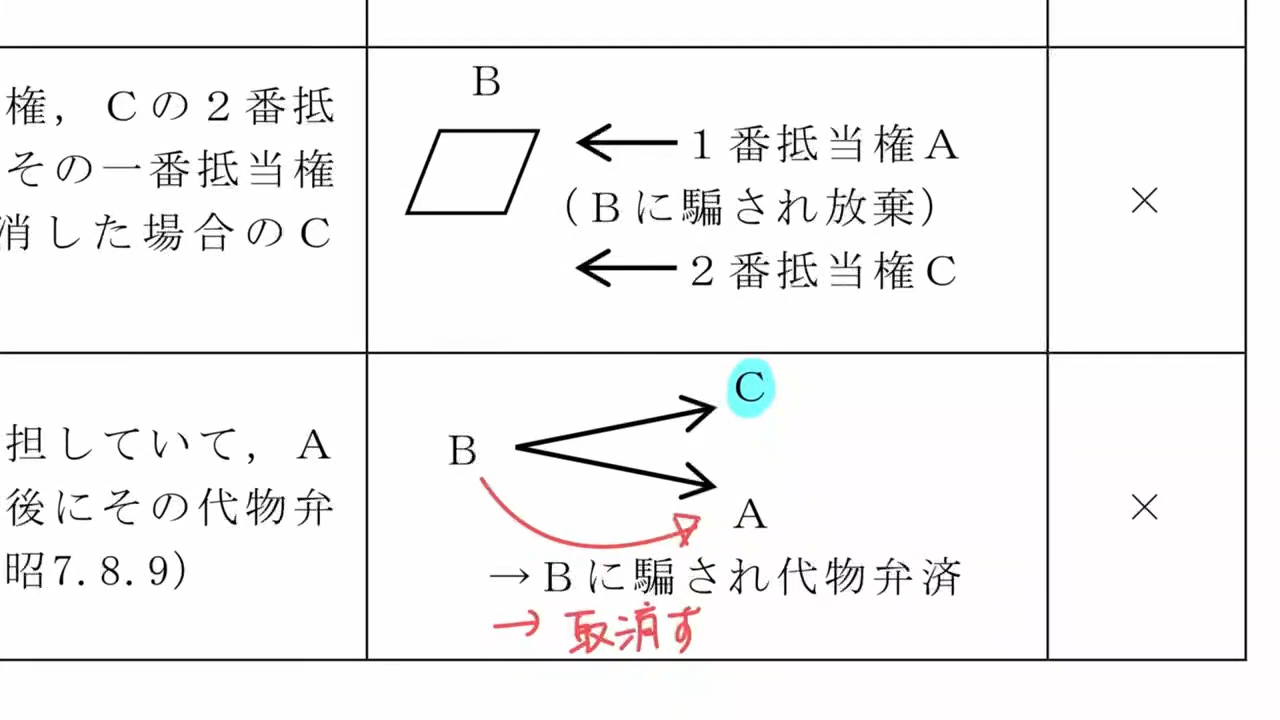 権，Ｃの２番抵
その一番抵当権
消した場合のＣ
B
１番抵当権Ａ
（Ｂに騙され放棄）
２番抵当権Ｃ
×
担していて，Ａ
後にその代物弁
昭7.8.9）
C
B
A
→Ｂに騙され代物弁済
→ 取消す
×